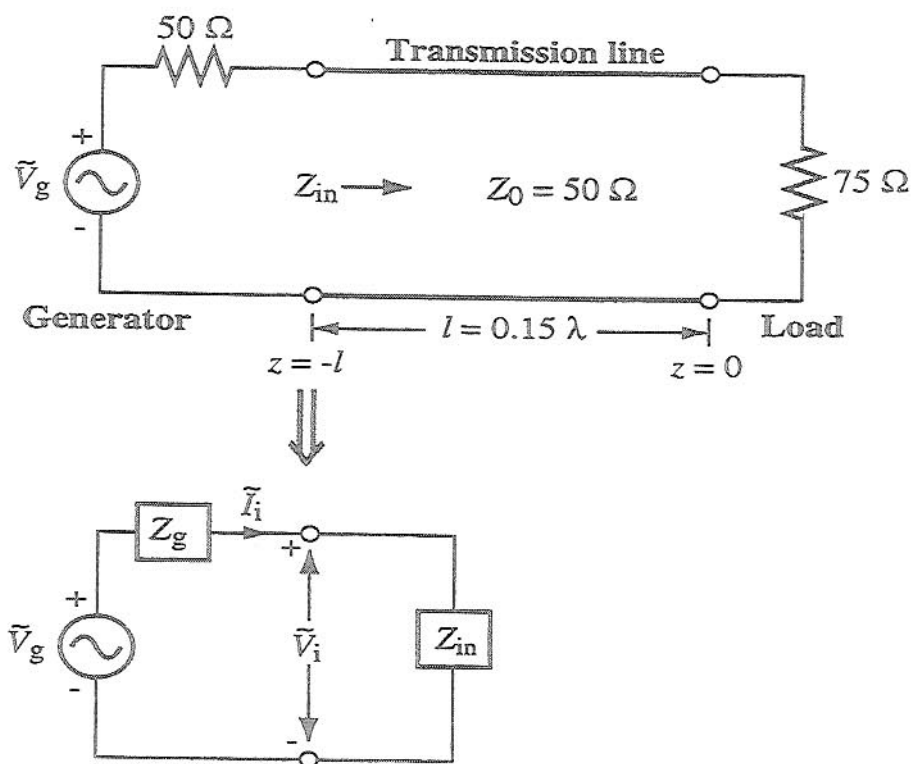 50 Ω
Transmission line
+
Ṽg
-
Zin
Z0 = 50 Ω
75 Ω
Generator
l = 0.15 λ
Load
z = -l
z = 0
Zg
Ĩi
+
+
Ṽg
-
Ṽi
Zin
-